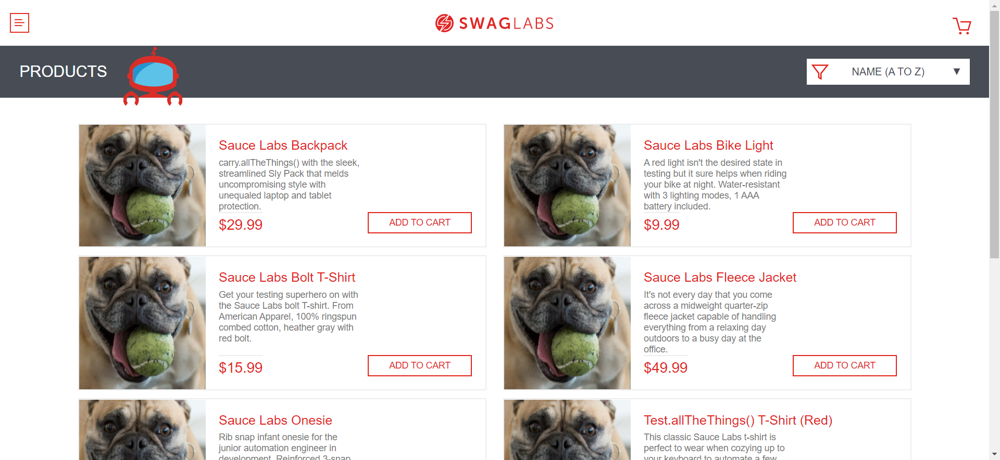 SWAGLABS
PRODUCTS
NAME (A TO Z)
Sauce Labs Backpack
carry.allTheThings() with the sleek,
streamlined Sly Pack that melds
uncompromising style with
unequaled laptop and tablet
protection.
$29.99
ADD TO CART
Sauce Labs Bike Light
A red light isn't the desired state in
testing but it sure helps when riding
your bike at night. Water-resistant
with 3 lighting modes, 1 AAA
battery included.
$9.99
ADD TO CART
Sauce Labs Bolt T-Shirt
Get your testing superhero on with
the Sauce Labs bolt T-shirt. From
American Apparel, 100% ringspun
combed cotton, heather gray with
red bolt.
$15.99
ADD TO CART
Sauce Labs Fleece Jacket
It's not every day that you come
across a midweight quarter-zip
fleece jacket capable of handling
everything from a relaxing day
outdoors to a busy day at the
office.
$49.99
ADD TO CART
Sauce Labs Onesie
Rib snap infant onesie for the
junior automation engineer in
development. Reinforced 3-snap
Test.allTheThings() T-Shirt (Red)
This classic Sauce Labs t-shirt is
perfect to wear when cozying up to
your keyboard to automate a few